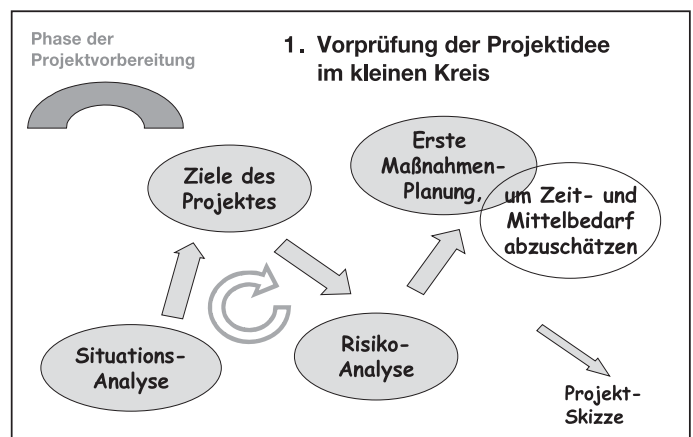 Phase der
Projektvorbereitung
1. Vorprüfung der Projektidee
im kleinen Kreis
Situations-
Analyse
Ziele des
Projektes
Risiko-
Analyse
Erste
Maßnahmen-
Planung,
um Zeit- und
Mittelbedarf
abzuschätzen
Projekt-
Skizze